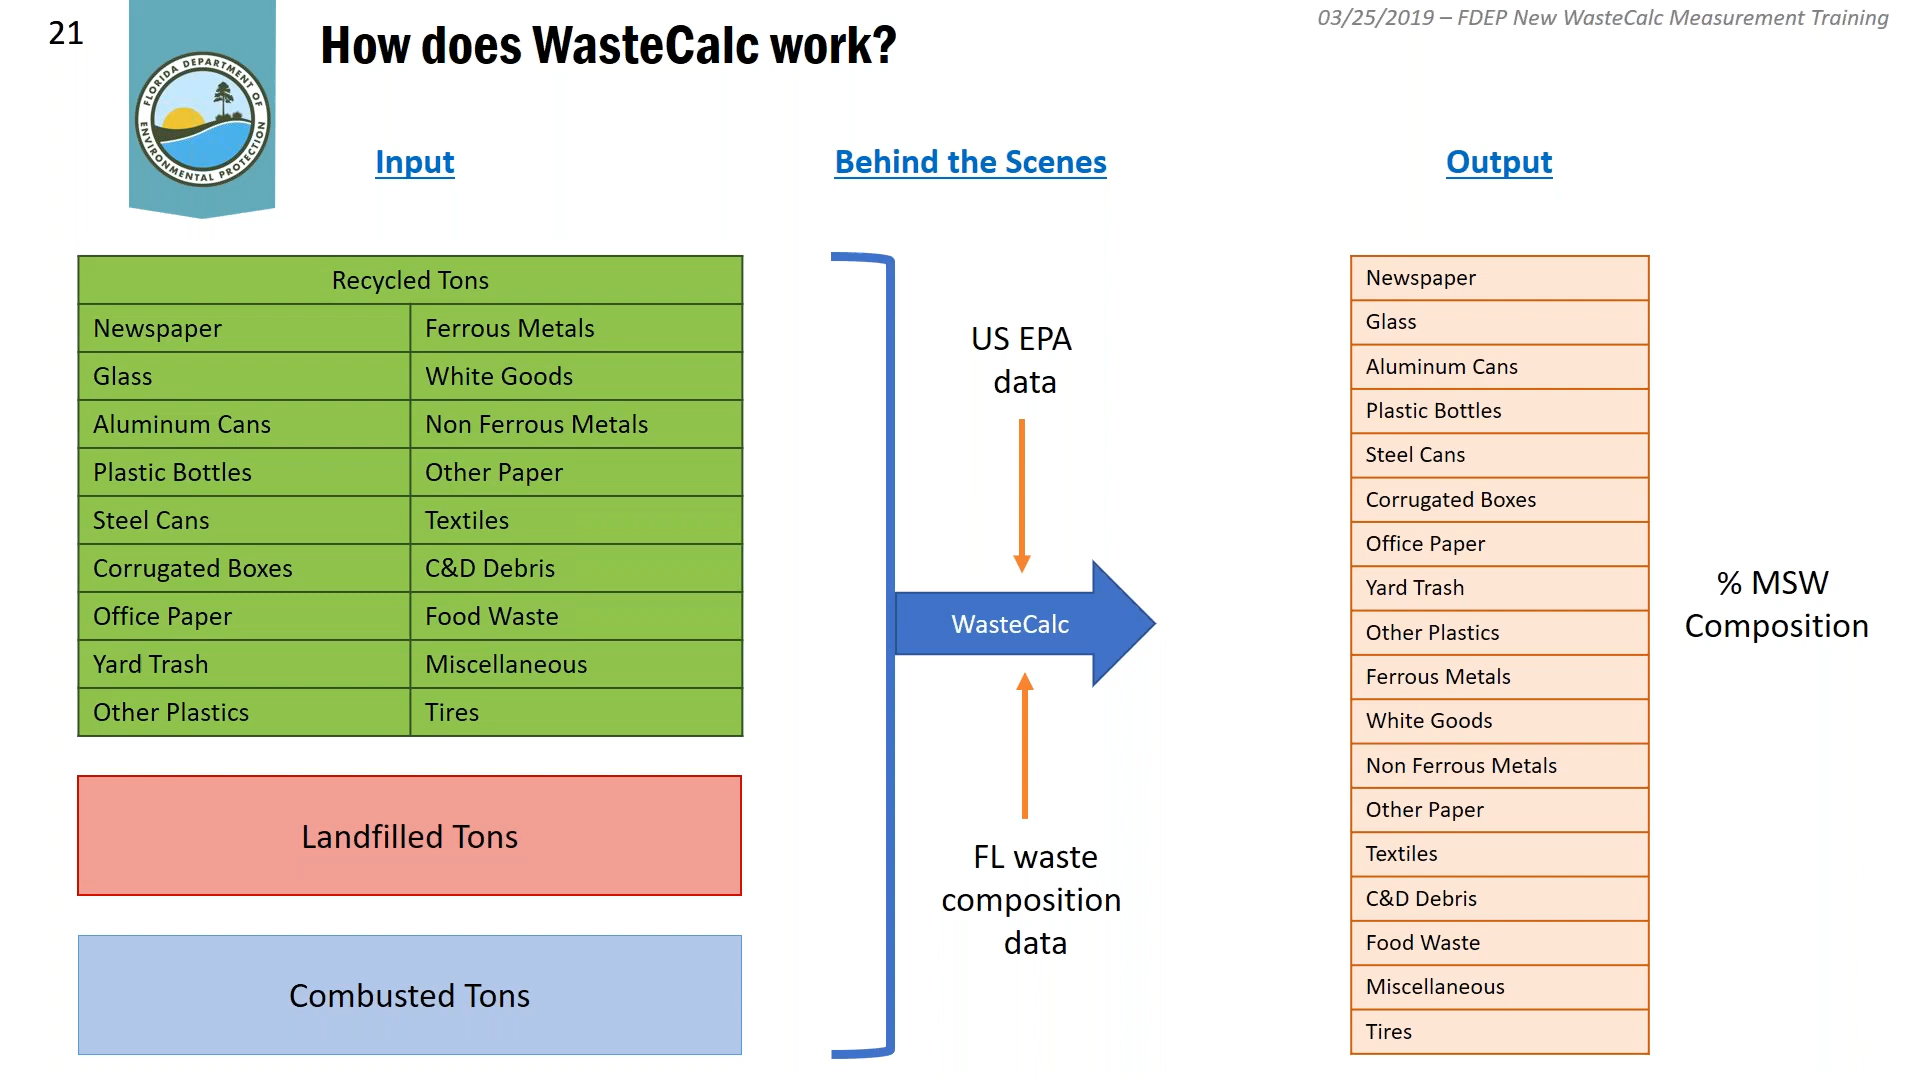 21
How does WasteCalc work?
03/25/2019 – FDEP New WasteCalc Measurement Training
FLORIDA DEPARTMENT OF
ENVIRONMENTAL PROTECTION
Input
Behind the Scenes
Output
Recycled Tons
Newspaper
Ferrous Metals
Glass
White Goods
Aluminum Cans
Non Ferrous Metals
Plastic Bottles
Other Paper
Steel Cans
Textiles
Corrugated Boxes
C&D Debris
Office Paper
Food Waste
Yard Trash
Miscellaneous
Other Plastics
Tires
Landfilled Tons
Combusted Tons
US EPA
data
WasteCalc
FL waste
composition
data
Newspaper
Glass
Aluminum Cans
Plastic Bottles
Steel Cans
Corrugated Boxes
Office Paper
Yard Trash
Other Plastics
Ferrous Metals
White Goods
Non Ferrous Metals
Other Paper
Textiles
C&D Debris
Food Waste
Miscellaneous
Tires
% MSW
Composition